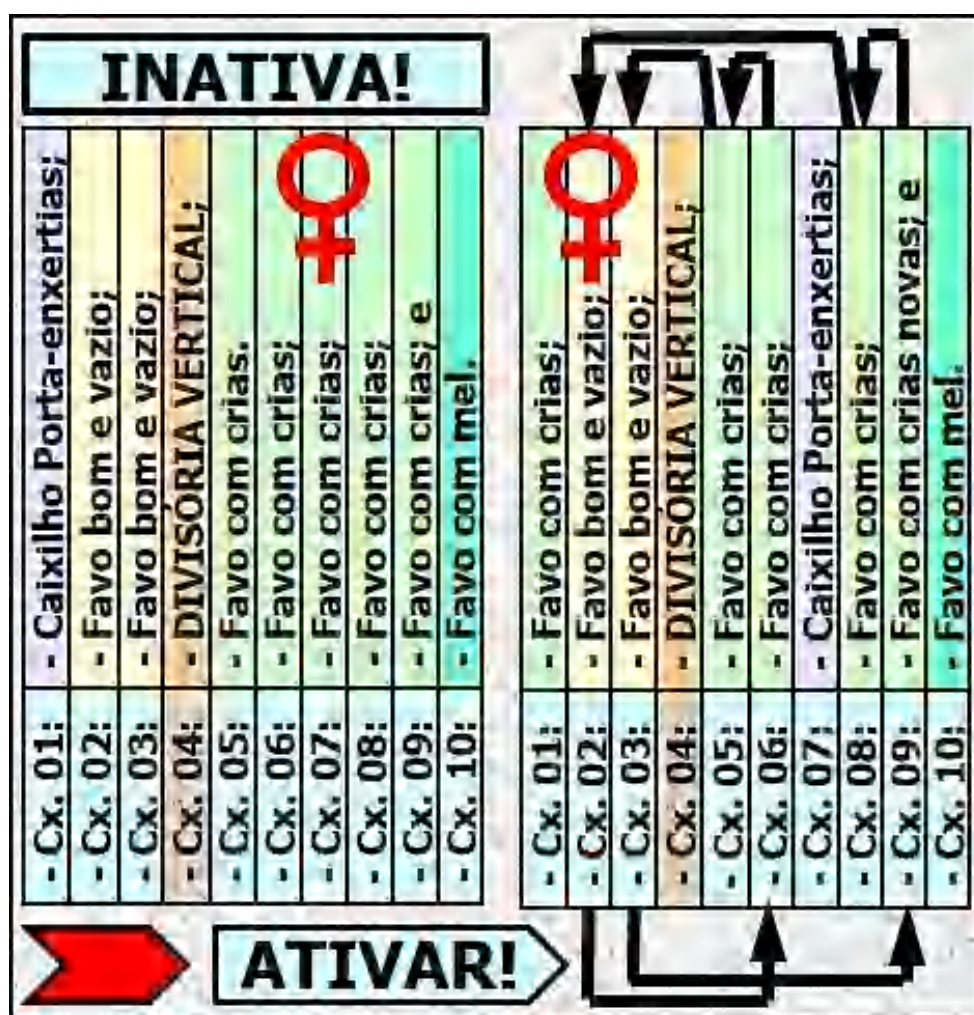 INATIVA!
- Cx. 01: - Caixilho Porta-enxertias;
- Cx. 02: - Favo bom e vazio;
- Cx. 03: - Favo bom e vazio;
- Cx. 04: - DIVISÓRIA VERTICAL;
- Cx. 05: - Favo com crias.
- Cx. 06: - Favo com crias;
- Cx. 07: - Favo com crias;
- Cx. 08: - Favo com crias;
- Cx. 09: - Favo com crias; e
- Cx. 10: - Favo com mel.
ATIVAR!
- Cx. 01: - Favo com crias;
- Cx. 02: - Favo bom e vazio;
- Cx. 03: - Favo bom e vazio;
- Cx. 04: - DIVISÓRIA VERTICAL;
- Cx. 05: - Favo com crias;
- Cx. 06: - Favo com crias;
- Cx. 07: - Caixilho Porta-enxertias;
- Cx. 08: - Favo com crias;
- Cx. 09: - Favo com crias novas; e
- Cx. 10: - Favo com mel.